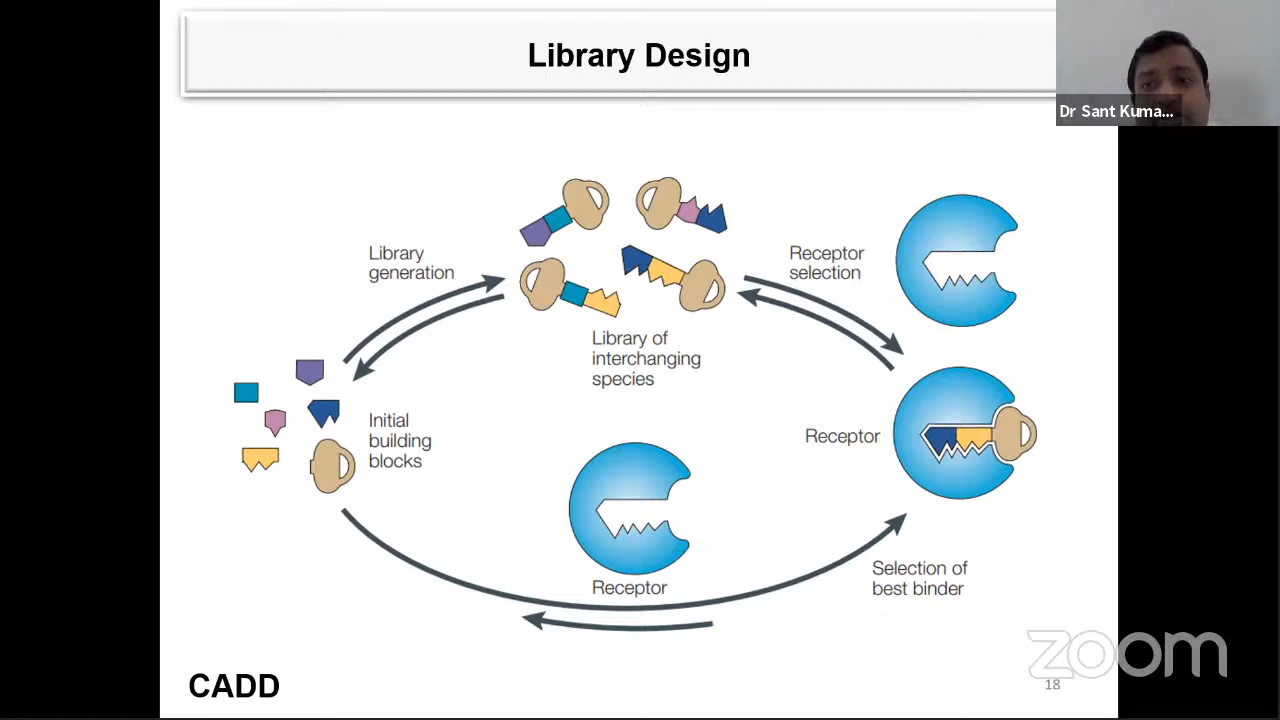 Library Design
Dr Sant Kuma...
Library
generation
Receptor
selection
Library of
interchanging
species
Initial
building
blocks
Receptor
Receptor
Selection of
best binder
zoom
CADD
18